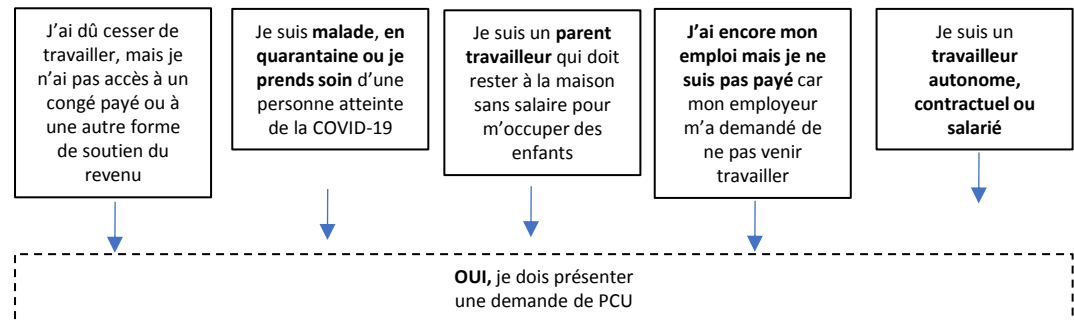 J'ai dû cesser de
travailler, mais je
n'ai pas accès à un
congé payé ou à
une autre forme
de soutien du
revenu
Je suis malade, en
quarantaine ou je
prends soin d'une
personne atteinte
de la COVID-19
Je suis un parent
travailleur qui doit
rester à la maison
sans salaire pour
m'occuper des
enfants
J'ai encore mon
emploi mais je ne
suis pas payé car
mon employeur
m'a demandé de
ne pas venir
travailler
Je suis un
travailleur
autonome,
contractuel ou
salarié
OUI, je dois présenter
une demande de PCU